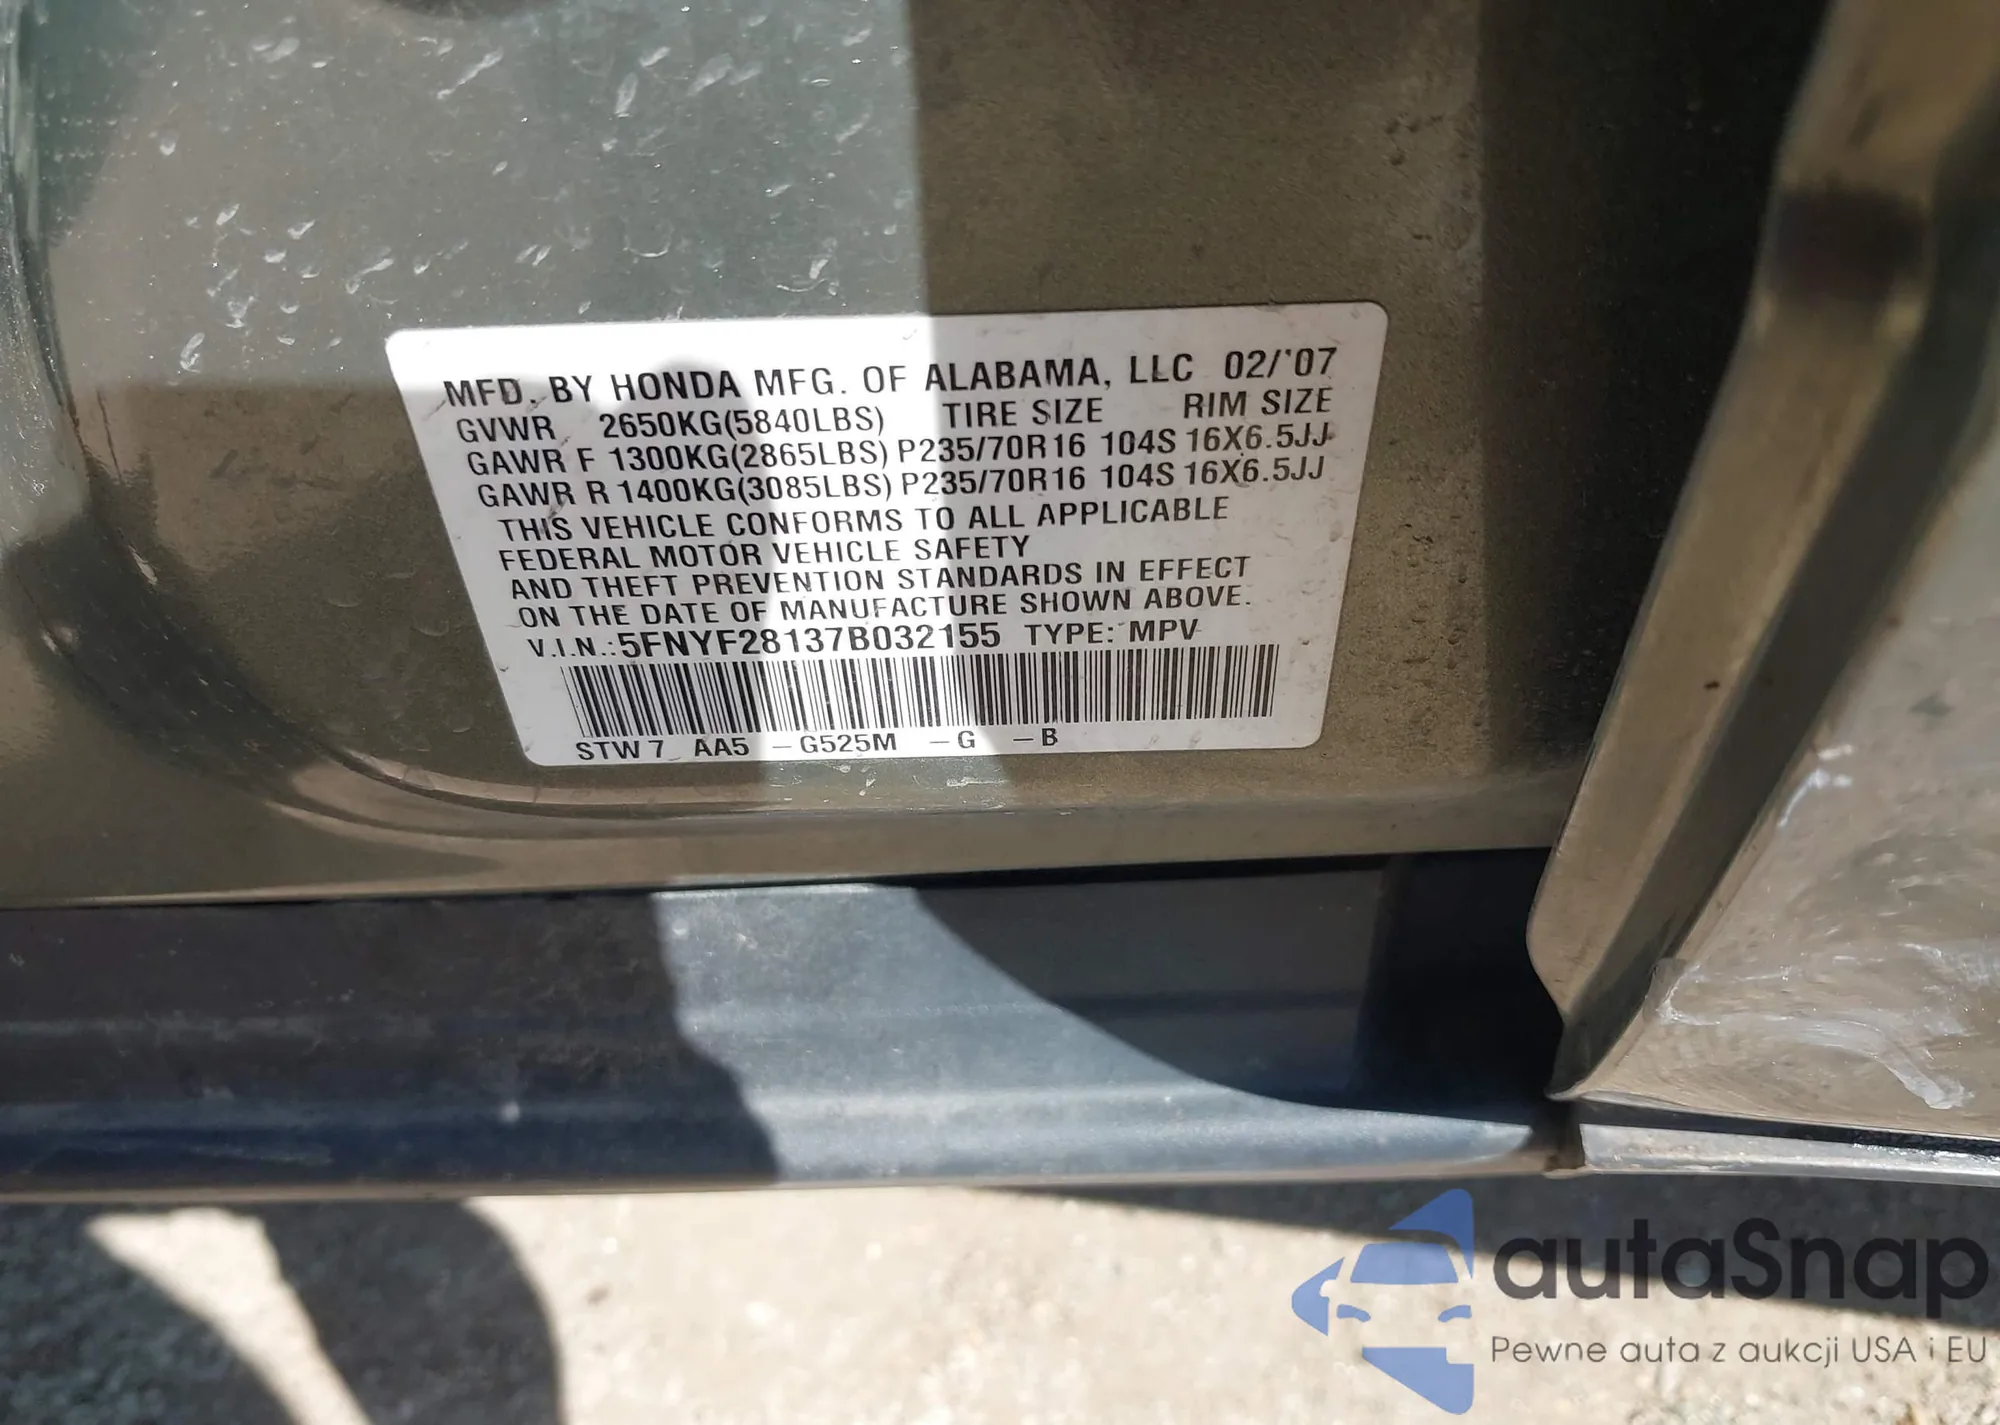 MFD. BY HONDA MFG. OF ALABAMA, LLC 02/'07
GVWR 2650KG(5840LBS) TIRE SIZE RIM SIZE
GAWR F 1300KG(2865LBS) P235/70R16 104S 16X6.5JJ
GAWR R 1400KG(3085LBS) P235/70R16 104S 16X6.5JJ
THIS VEHICLE CONFORMS TO ALL APPLICABLE
FEDERAL MOTOR VEHICLE SAFETY
AND THEFT PREVENTION STANDARDS IN EFFECT
ON THE DATE OF MANUFACTURE SHOWN ABOVE.
V.I.N.:5FNYF28137B032155 TYPE: MPV
STW7 AA5 -G525M -G -B
autaSnap
Pewne auta z aukcji USA i EU